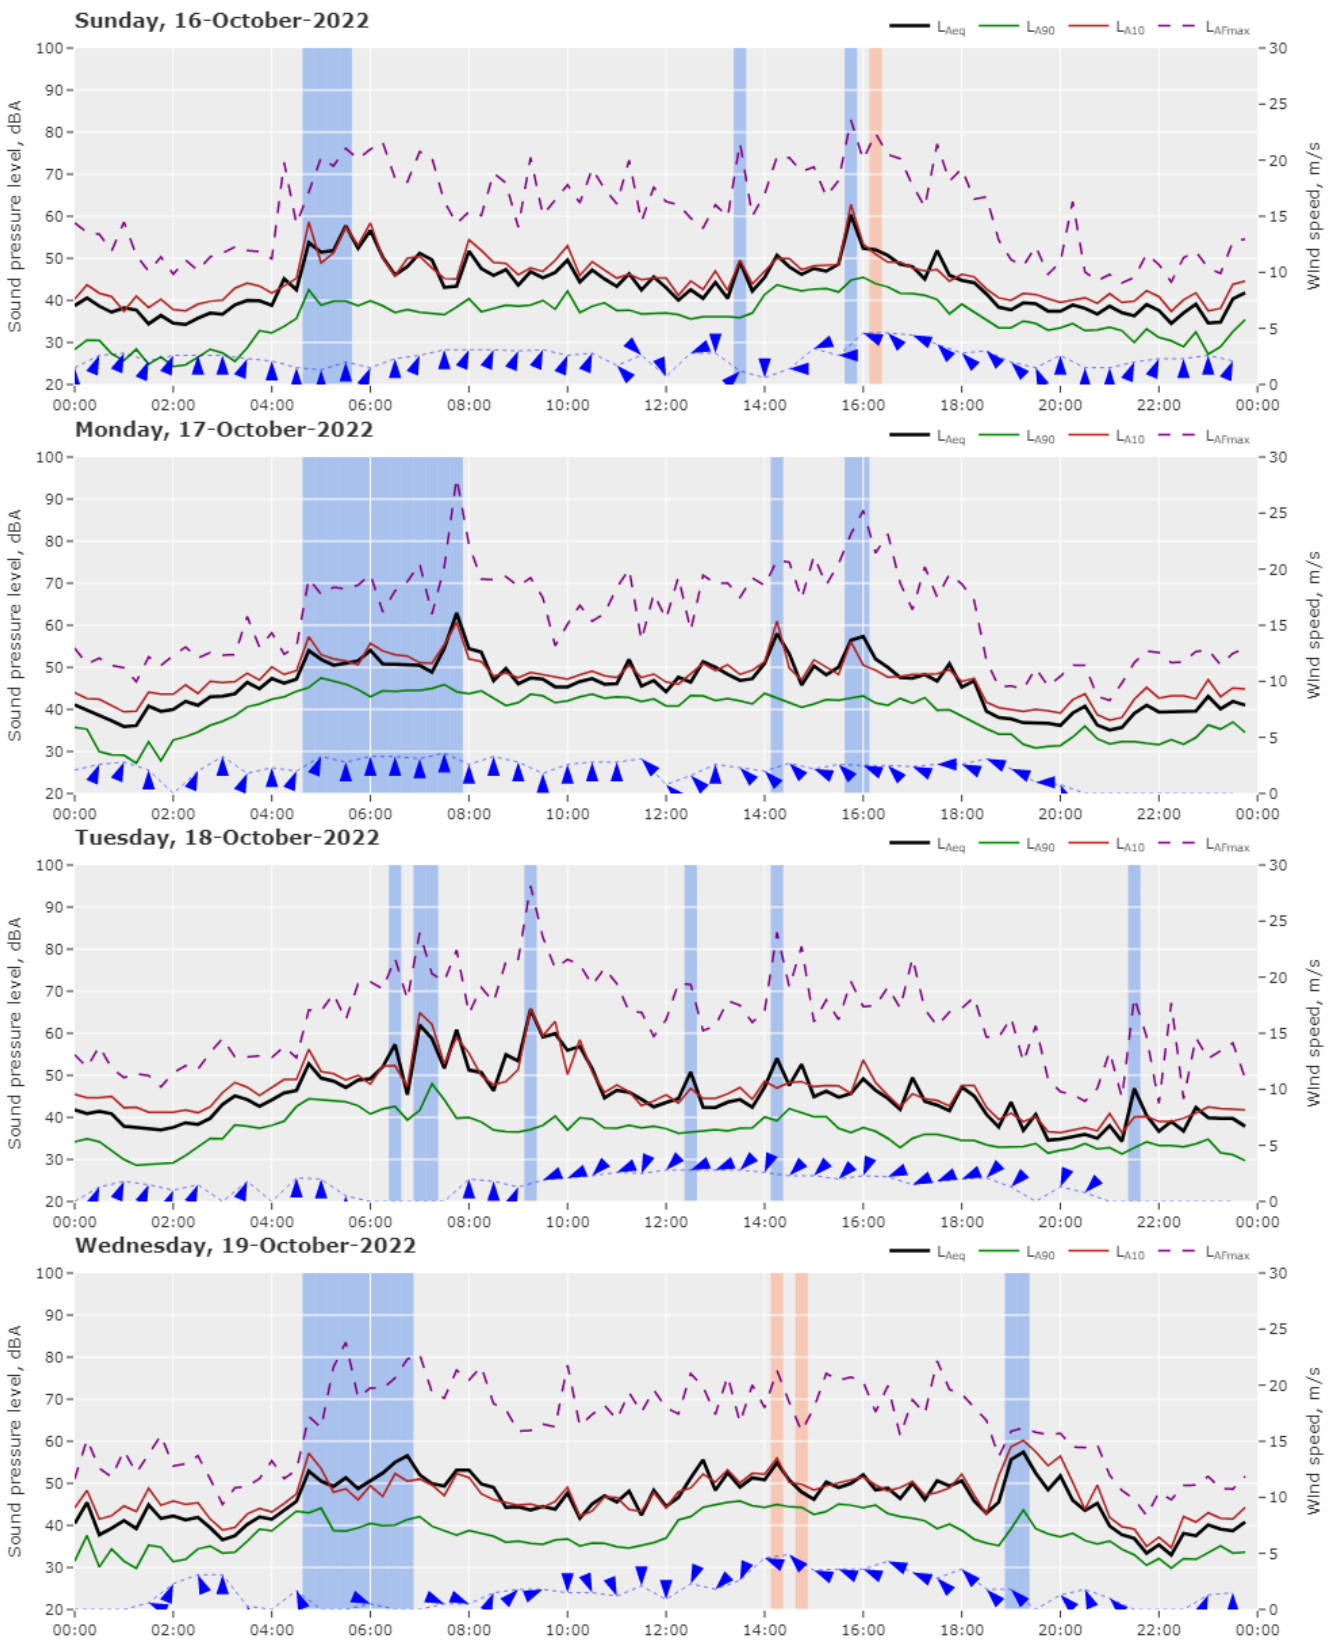 Sunday, 16-October-2022
LAeq LA90 LA10 LAFmax
Sound pressure level, dBA
100 90 80 70 60 50 40 30 20
30 25 20 15 10 5 0
Wind speed, m/s
00:00 02:00 04:00 06:00 08:00 10:00 12:00 14:00 16:00 18:00 20:00 22:00 00:00
Monday, 17-October-2022
LAeq LA90 LA10 LAFmax
Sound pressure level, dBA
100 90 80 70 60 50 40 30 20
30 25 20 15 10 5 0
Wind speed, m/s
00:00 02:00 04:00 06:00 08:00 10:00 12:00 14:00 16:00 18:00 20:00 22:00 00:00
Tuesday, 18-October-2022
LAeq LA90 LA10 LAFmax
Sound pressure level, dBA
100 90 80 70 60 50 40 30 20
30 25 20 15 10 5 0
Wind speed, m/s
00:00 02:00 04:00 06:00 08:00 10:00 12:00 14:00 16:00 18:00 20:00 22:00 00:00
Wednesday, 19-October-2022
LAeq LA90 LA10 LAFmax
Sound pressure level, dBA
100 90 80 70 60 50 40 30 20
30 25 20 15 10 5 0
Wind speed, m/s
00:00 02:00 04:00 06:00 08:00 10:00 12:00 14:00 16:00 18:00 20:00 22:00 00:00